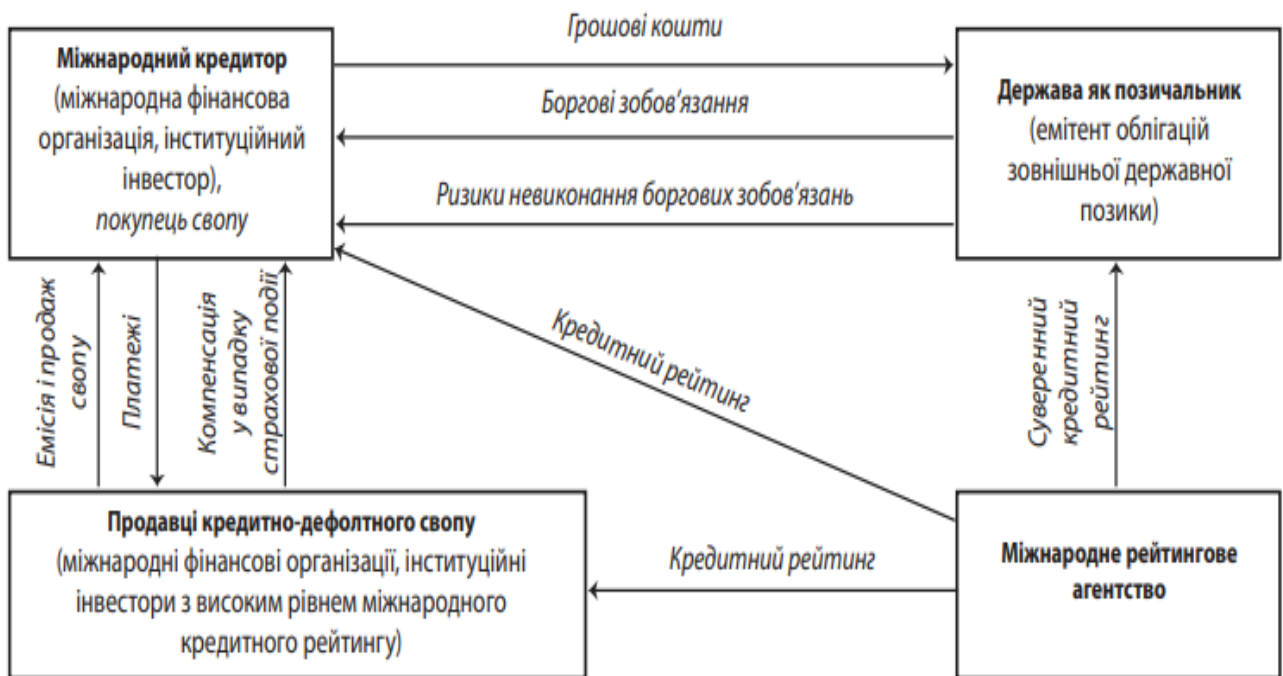 Грошові кошти
Міжнародний кредитор
(міжнародна фінансова
організація, інституційний
інвестор),
покупець свопу
Боргові зобов'язання
Ризики невиконання боргових зобов'язань
Держава як позичальник
(емітент облігацій
зовнішньої державної
позики)
Емісія і продаж
свопу
Платежі
Компенсація
у випадку
страхової події
Кредитний рейтинг
Суверенний
кредитний
рейтинг
Продавці кредитно-дефолтного свопу
(міжнародні фінансові організації, інституційні
інвестори з високим рівнем міжнародного
кредитного рейтингу)
Кредитний рейтинг
Міжнародне рейтингове
агентство